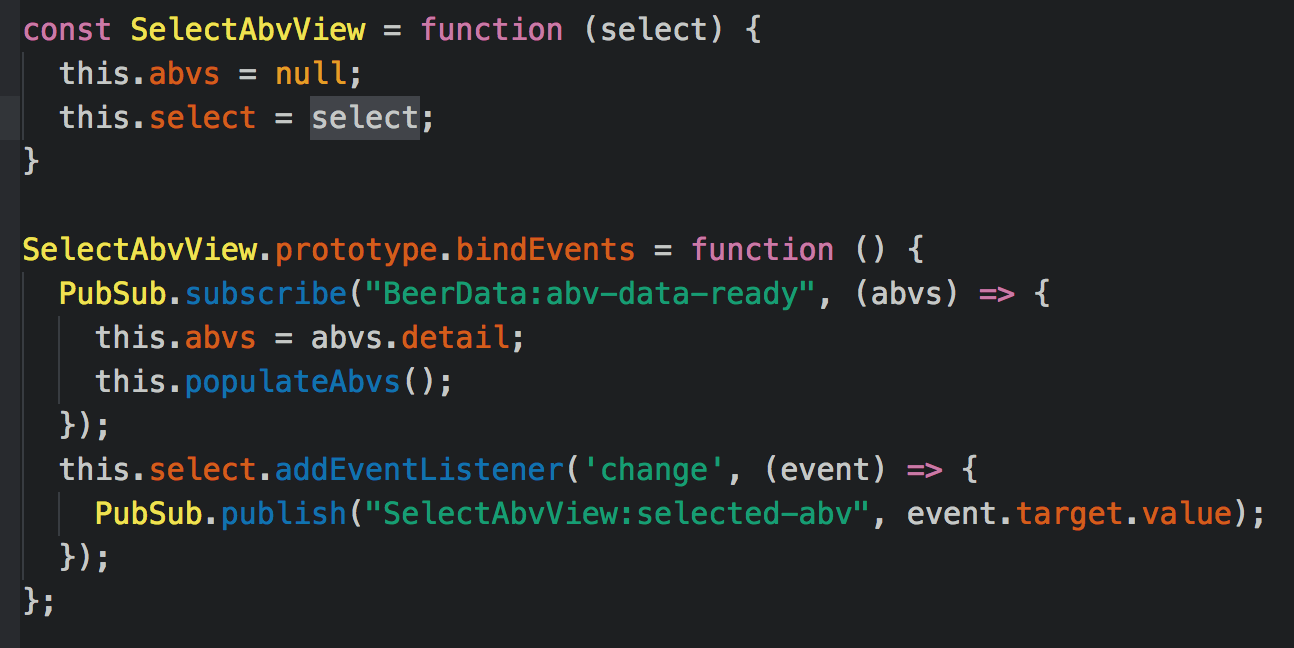 const SelectAbvView = function (select) {
  this.abvs = null;
  this.select = select;
}
SelectAbvView.prototype.bindEvents = function () {
  PubSub.subscribe("BeerData:abv-data-ready", (abvs) => {
    this.abvs = abvs.detail;
    this.populateAbvs();
  });
  this.select.addEventListener('change', (event) => {
    PubSub.publish("SelectAbvView:selected-abv", event.target.value);
  });
};